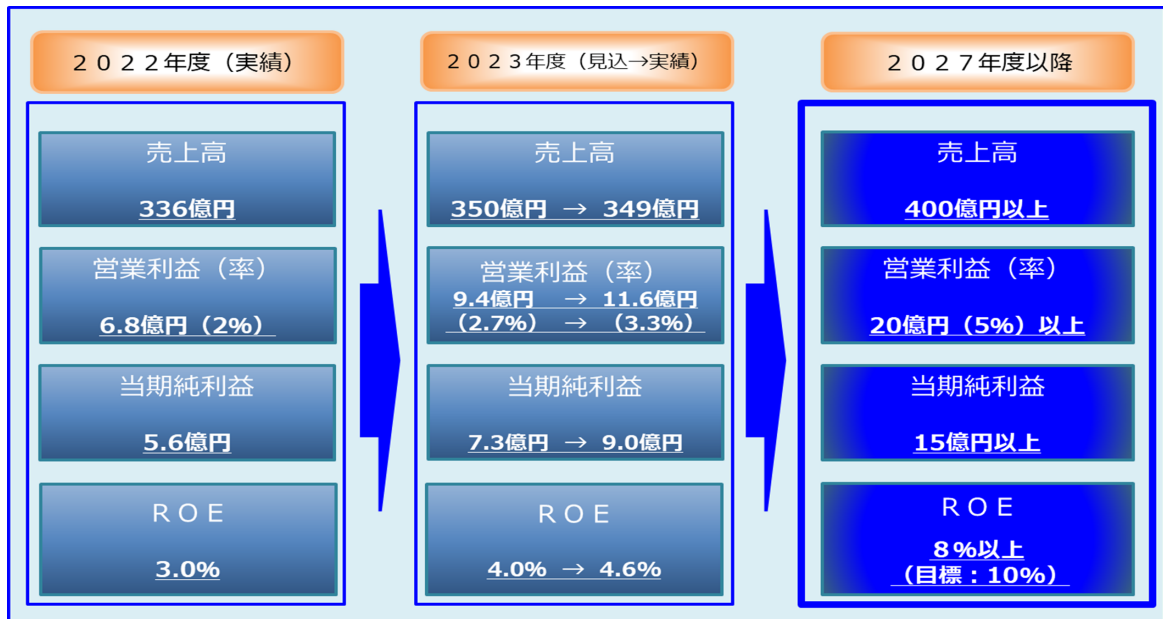 ２０２２年度（実績）
売上高
336億円
営業利益（率）
6.8億円（2%）
当期純利益
5.6億円
ＲＯＥ
3.0%
２０２３年度（見込→実績）
売上高
350億円 → 349億円
営業利益（率）
9.4億円 → 11.6億円
（2.7%） → （3.3%）
当期純利益
7.3億円 → 9.0億円
ＲＯＥ
4.0% → 4.6%
２０２７年度以降
売上高
400億円以上
営業利益（率）
20億円（5%）以上
当期純利益
15億円以上
ＲＯＥ
８%以上
（目標：10%）